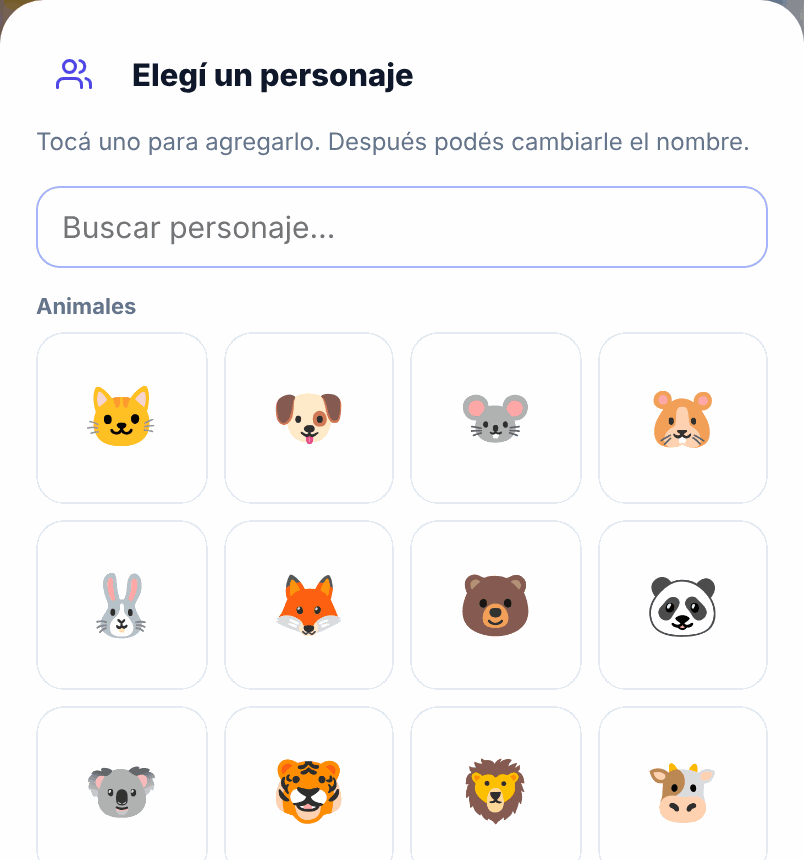 Elegí un personaje
Tocá uno para agregarlo. Después podés cambiarle el nombre.
Buscar personaje...
Animales